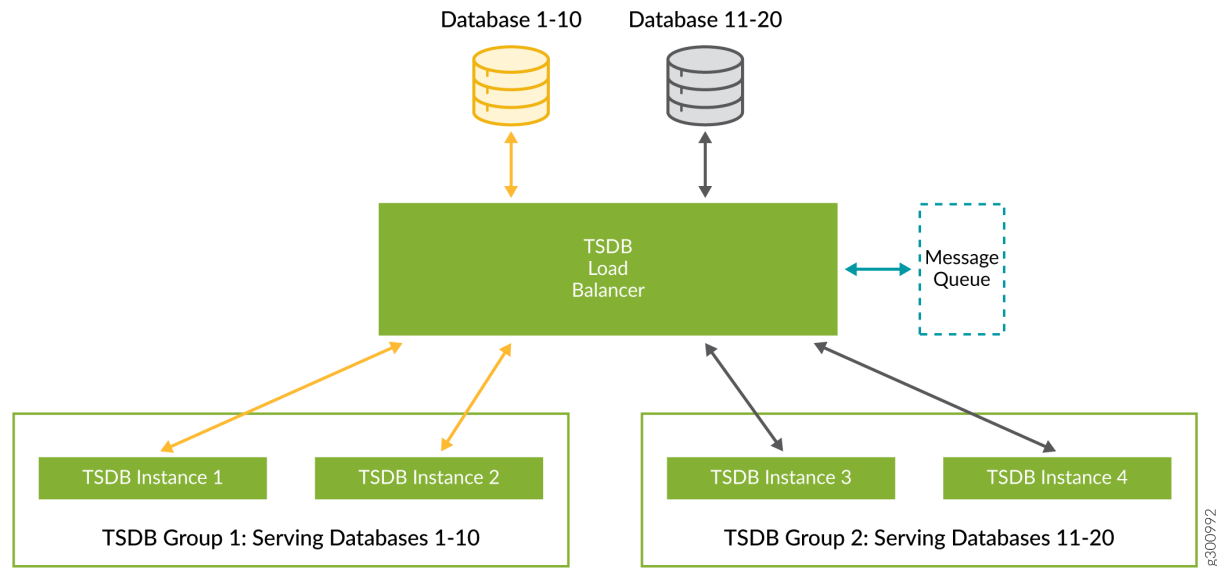 Database 1-10
Database 11-20
TSDB
Load
Balancer
Message
Queue
TSDB Instance 1
TSDB Instance 2
TSDB Instance 3
TSDB Instance 4
TSDB Group 1: Serving Databases 1-10
TSDB Group 2: Serving Databases 11-20
g300992